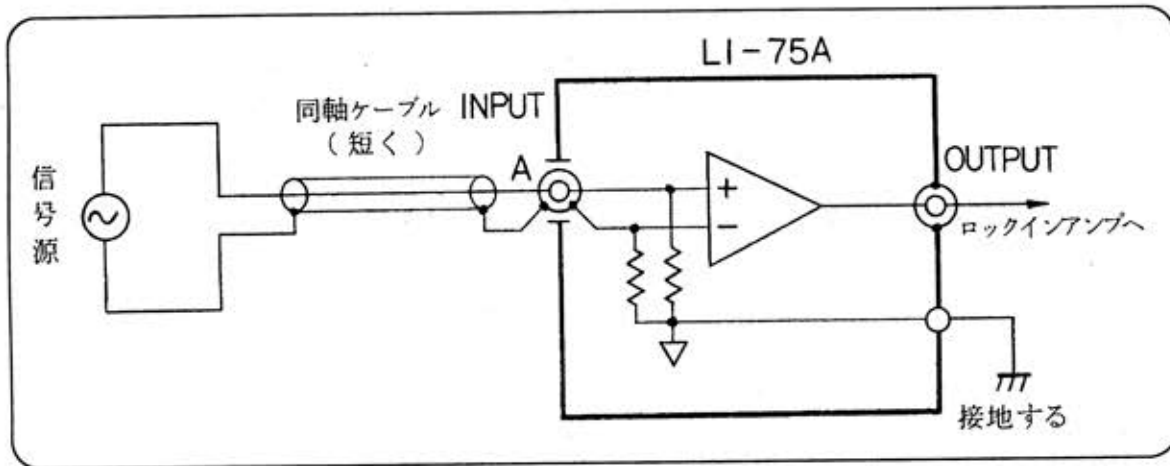 LI-75A
同軸ケーブル
(短く)
INPUT
A
信号源
OUTPUT
ロックインアンプへ
接地する